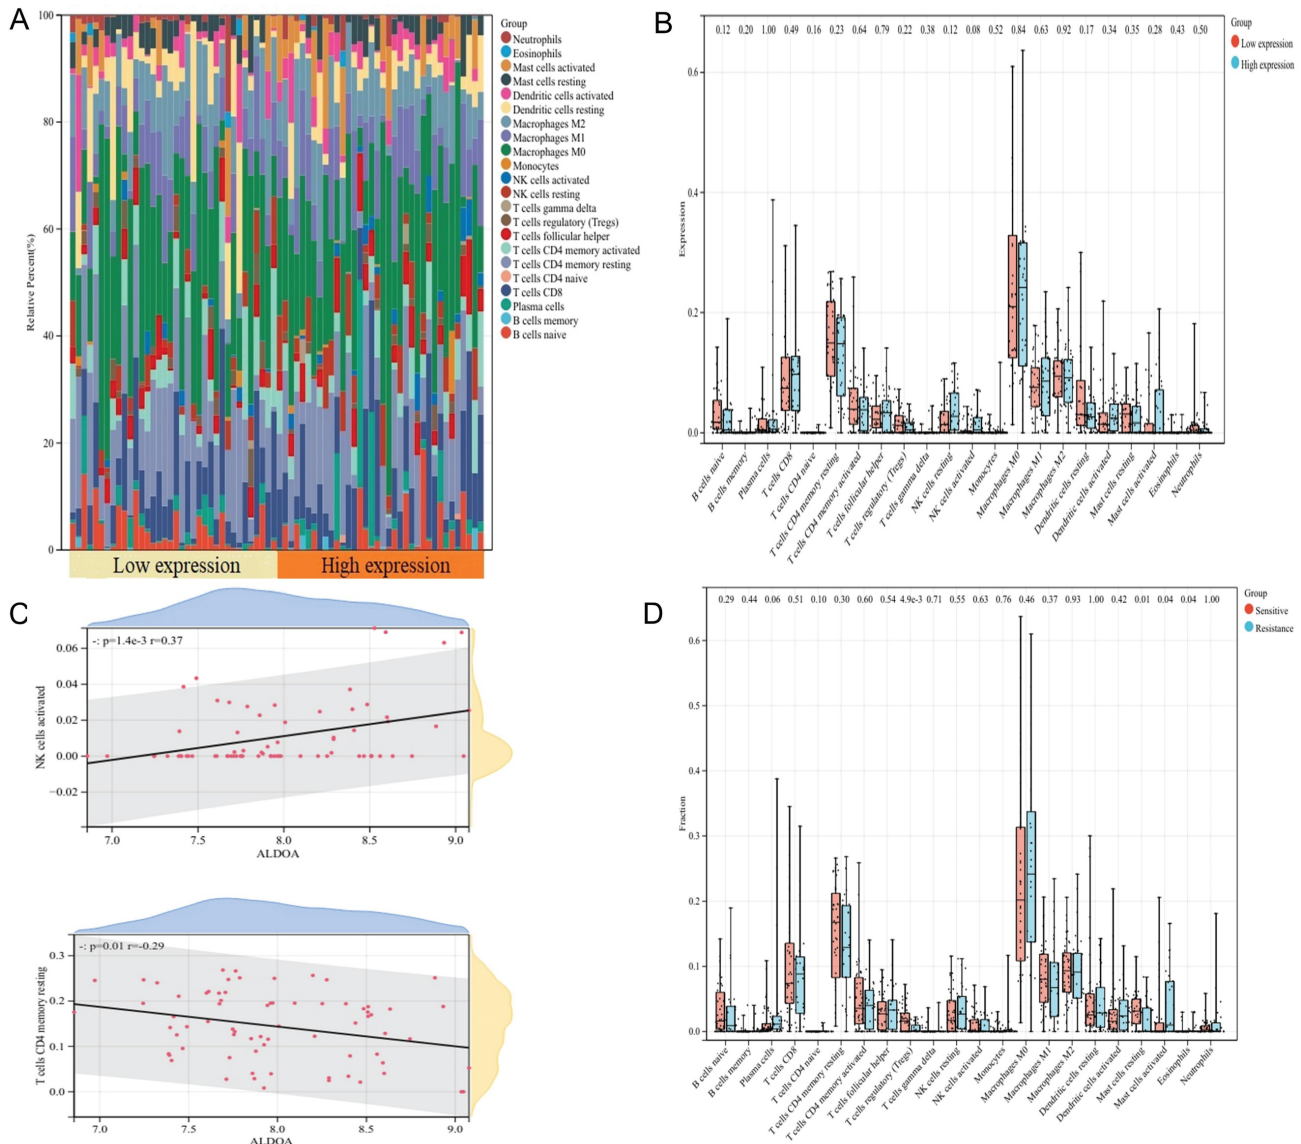 A
Group
Neutrophils
Eosinophils
Mast cells activated
Mast cells resting
Dendritic cells activated
Dendritic cells resting
Macrophages M2
Macrophages M1
Macrophages M0
Monocytes
NK cells activated
NK cells resting
T cells gamma delta
T cells regulatory (Tregs)
T cells follicular helper
T cells CD4 memory activated
T cells CD4 memory resting
T cells CD4 naive
T cells CD8
Plasma cells
B cells memory
B cells naive
Relative Percent(%)
100
80
60
40
20
0
Low expression High expression
B
0.12 0.20 1.00 0.49 0.16 0.23 0.64 0.79 0.22 0.38 0.12 0.08 0.52 0.84 0.63 0.92 0.17 0.34 0.35 0.28 0.43 0.50
Group
Low expression
High expression
Expression
0.6
0.4
0.2
0.0
B cells naive
B cells memory
Plasma cells
T cells CD8
T cells CD4 naive
T cells CD4 memory resting
T cells CD4 memory activated
T cells follicular helper
T cells regulatory (Tregs)
T cells gamma delta
NK cells resting
NK cells activated
Monocytes
Macrophages M0
Macrophages M1
Macrophages M2
Dendritic cells resting
Dendritic cells activated
Mast cells resting
Mast cells activated
Eosinophils
Neutrophils
C
-: p=1.4e-3 r=0.37
NK cells activated
0.06
0.04
0.02
0.00
−0.02
7.0 7.5 8.0 8.5 9.0
ALDOA
-: p=0.01 r=-0.29
T cells CD4 memory resting
0.3
0.2
0.1
0.0
7.0 7.5 8.0 8.5 9.0
ALDOA
D
0.29 0.44 0.06 0.51 0.10 0.30 0.60 0.54 4.9e-3 0.71 0.55 0.63 0.76 0.46 0.37 0.93 1.00 0.42 0.01 0.04 0.04 1.00
Group
Sensitive
Resistance
Fraction
0.6
0.5
0.4
0.3
0.2
0.1
0.0
B cells naive
B cells memory
Plasma cells
T cells CD8
T cells CD4 naive
T cells CD4 memory resting
T cells CD4 memory activated
T cells follicular helper
T cells regulatory (Tregs)
T cells gamma delta
NK cells resting
NK cells activated
Monocytes
Macrophages M0
Macrophages M1
Macrophages M2
Dendritic cells resting
Dendritic cells activated
Mast cells resting
Mast cells activated
Eosinophils
Neutrophils